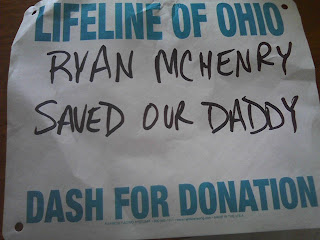 LIFELINE OF OHIO
RYAN MCHENRY
SAVED OUR DADDY
DASH FOR DONATION